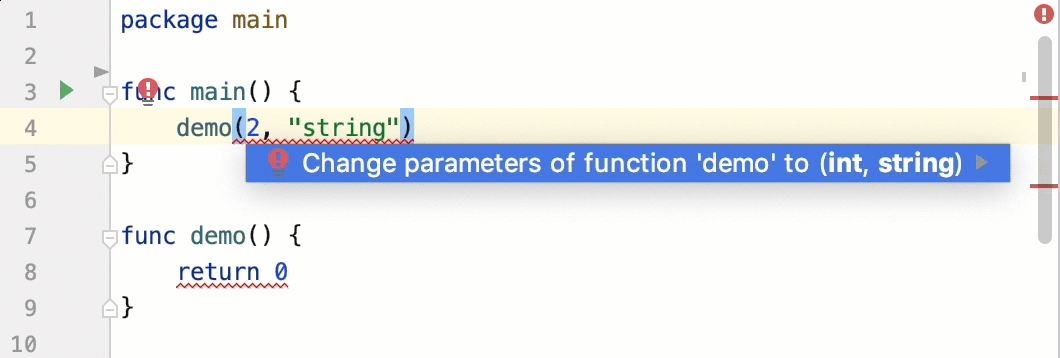 1 package main
2
3 func main() {
4 demo(2, "string")
5 }
Change parameters of function 'demo' to (int, string)
6
7 func demo() {
8 return 0
9 }
10